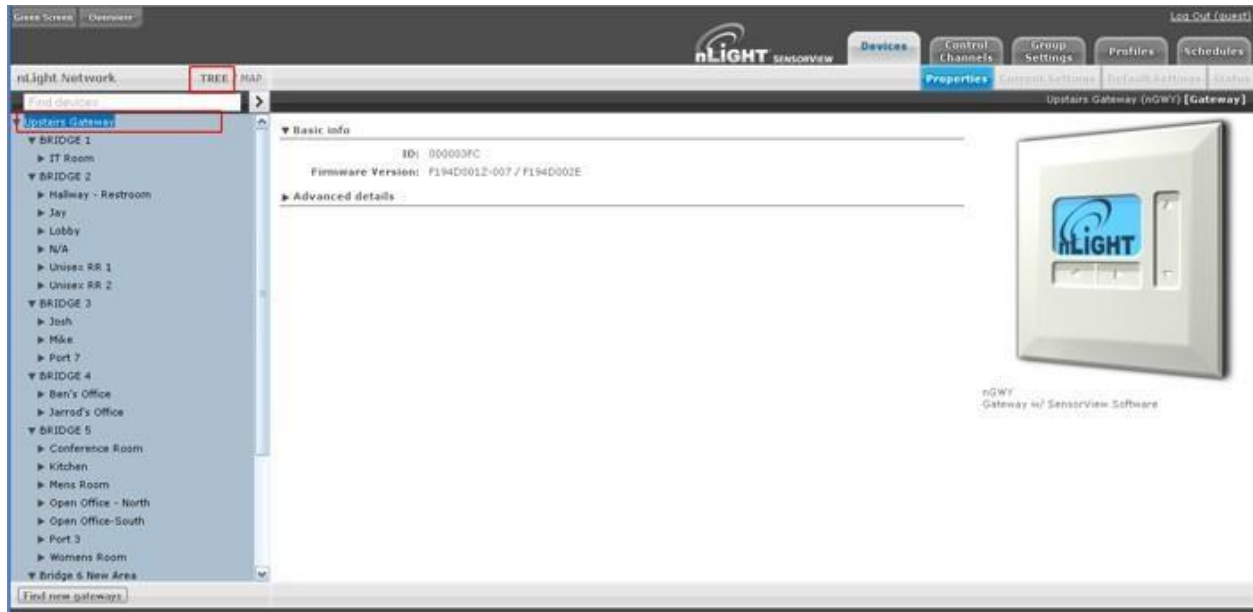 Green Screen Overview
Log Out (guest)
nLIGHT SENSORVIEW
Devices
Control Channels
Group Settings
Profiles
Schedules
nLight Network
TREE / MAP
Properties Current Settings Default Settings Status
Find devices
>
Upstairs Gateway (nGWY) [Gateway]
Upstairs Gateway
BRIDGE 1
IT Room
BRIDGE 2
Hallway - Restroom
Jay
Lobby
N/A
Unisex RR 1
Unisex RR 2
BRIDGE 3
Josh
Mike
Port 7
BRIDGE 4
Ben's Office
Jarrod's Office
BRIDGE 5
Conference Room
Kitchen
Mens Room
Open Office - North
Open Office-South
Port 3
Womens Room
Bridge 6 New Area
Find new gateways
Basic info
ID: 000003FC
Firmware Version: F194D001Z-007 / F194D002E
Advanced details
nLIGHT
nGWY
Gateway w/ SensorView Software